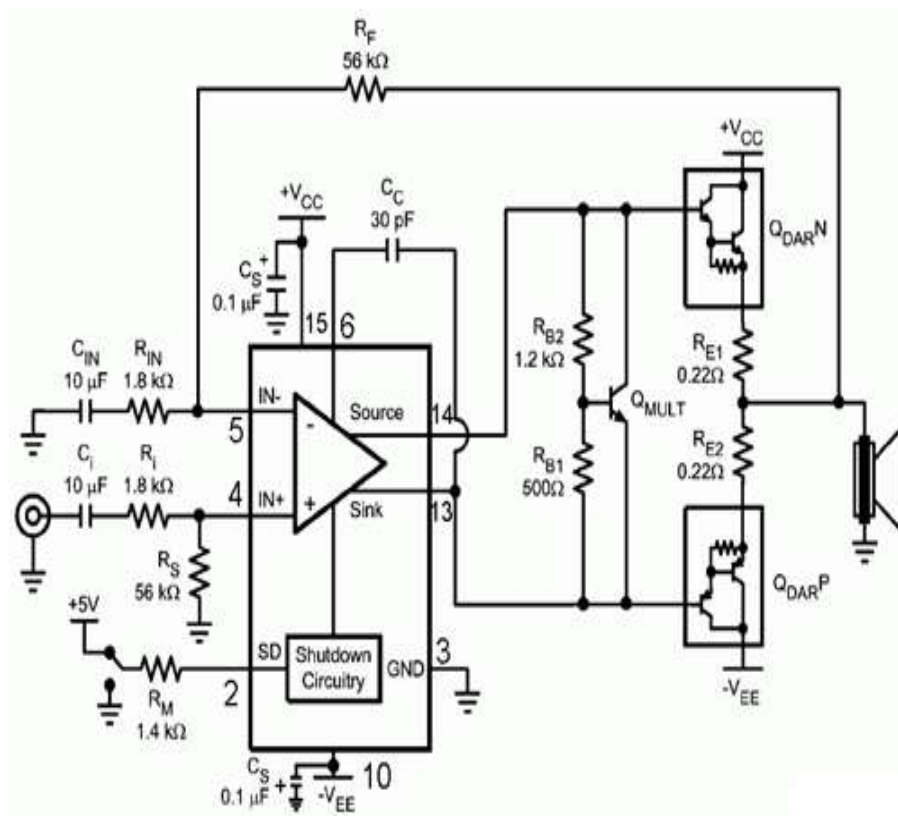 R_F
56 kΩ
+V_CC
+V_CC
C_C
30 pF
Q_DAR N
C_S +
0.1 μF
15
6
R_B2
1.2 kΩ
R_E1
0.22Ω
C_IN
10 μF
R_IN
1.8 kΩ
IN-
5
-
Source
14
Q_MULT
C_i
10 μF
R_i
1.8 kΩ
4
IN+
+
Sink
13
R_B1
500Ω
R_E2
0.22Ω
R_S
56 kΩ
Q_DAR P
+5V
SD
2
Shutdown
Circuitry
GND
3
R_M
1.4 kΩ
-V_EE
C_S
0.1 μF
+
10
-V_EE